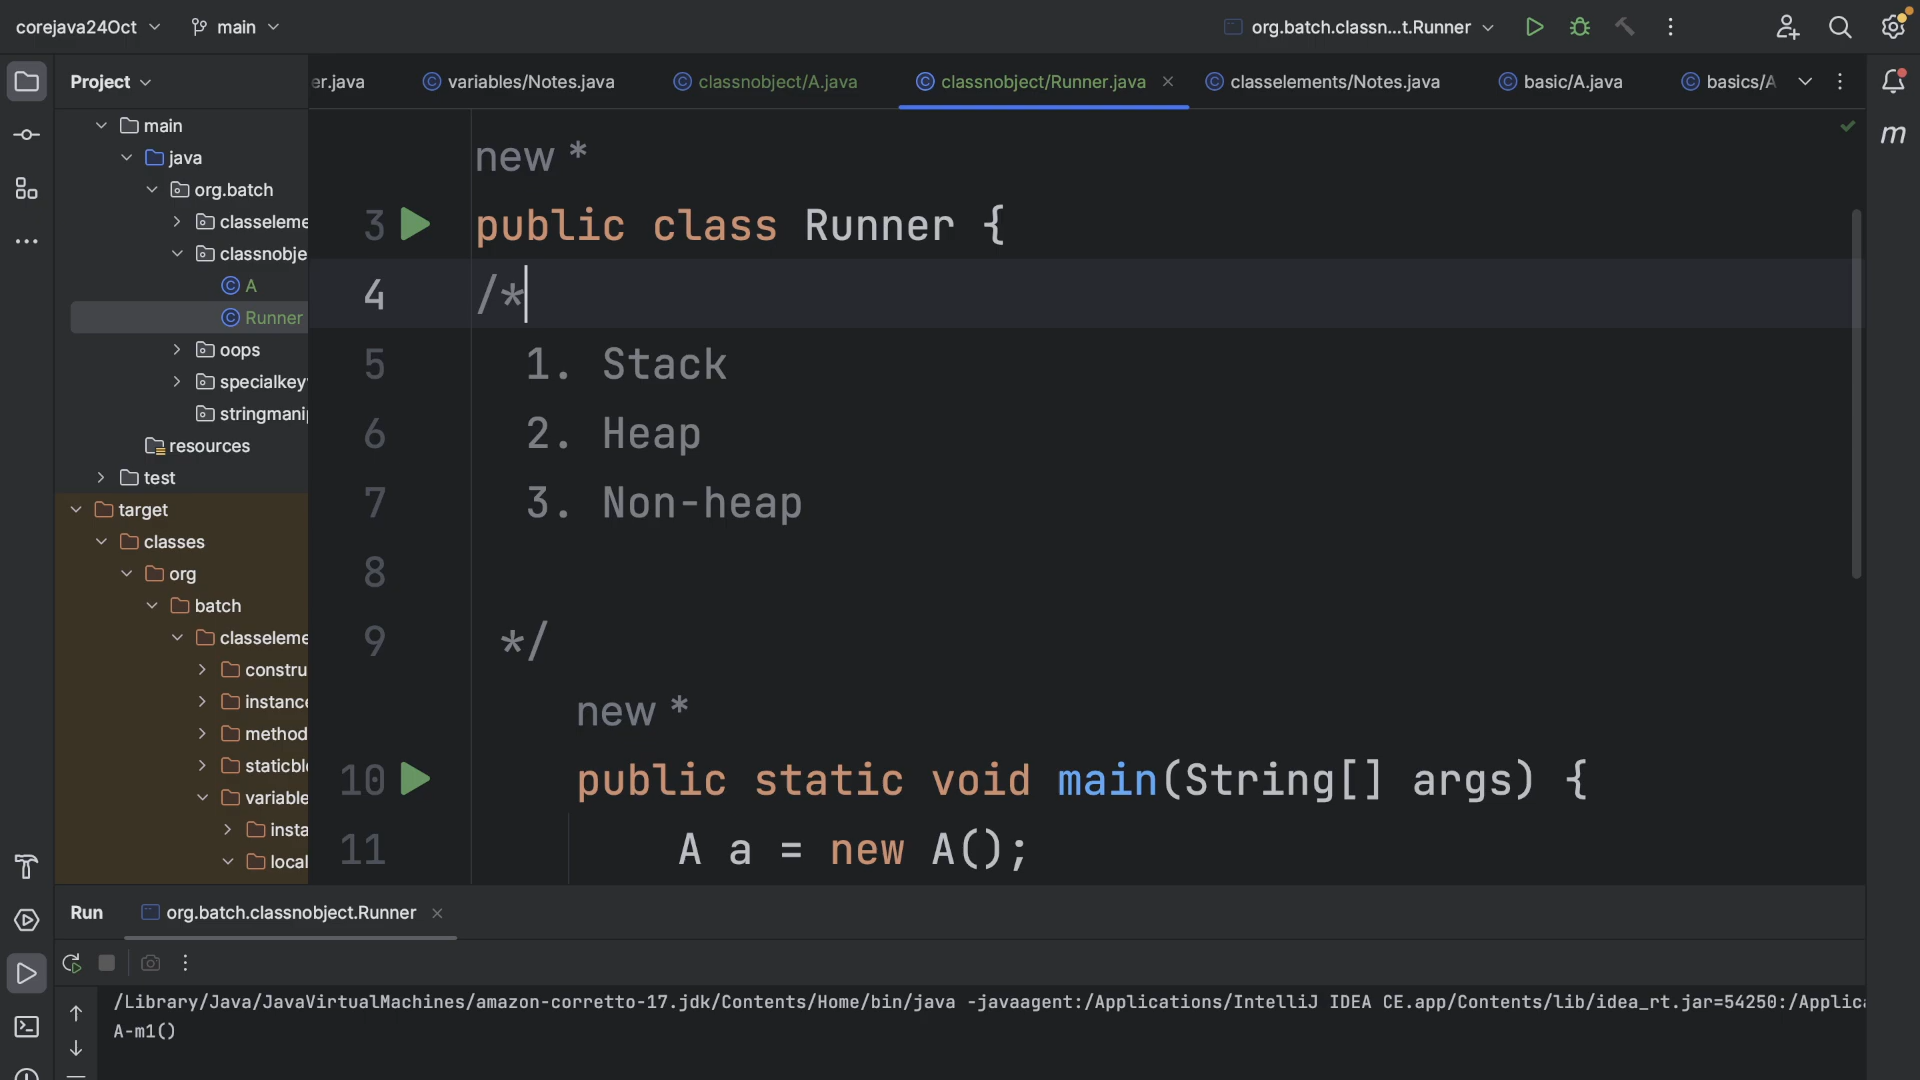 corejava24Oct
main
org.batch.classn...t.Runner
Project
er.java
variables/Notes.java
classnobject/A.java
classnobject/Runner.java
classelements/Notes.java
basic/A.java
basics/A
main
java
org.batch
classeleme
classnobje
A
Runner
oops
specialkey
stringmani
resources
test
target
classes
org
batch
classeleme
constru
instance
method
staticbl
variable
insta
local
new *
3 public class Runner {
4 /*
5 1. Stack
6 2. Heap
7 3. Non-heap
8
9 */
new *
10 public static void main(String[] args) {
11 A a = new A();
m
Run
org.batch.classnobject.Runner
/Library/Java/JavaVirtualMachines/amazon-corretto-17.jdk/Contents/Home/bin/java -javaagent:/Applications/IntelliJ IDEA CE.app/Contents/lib/idea_rt.jar=54250:/Applica
A-m1()